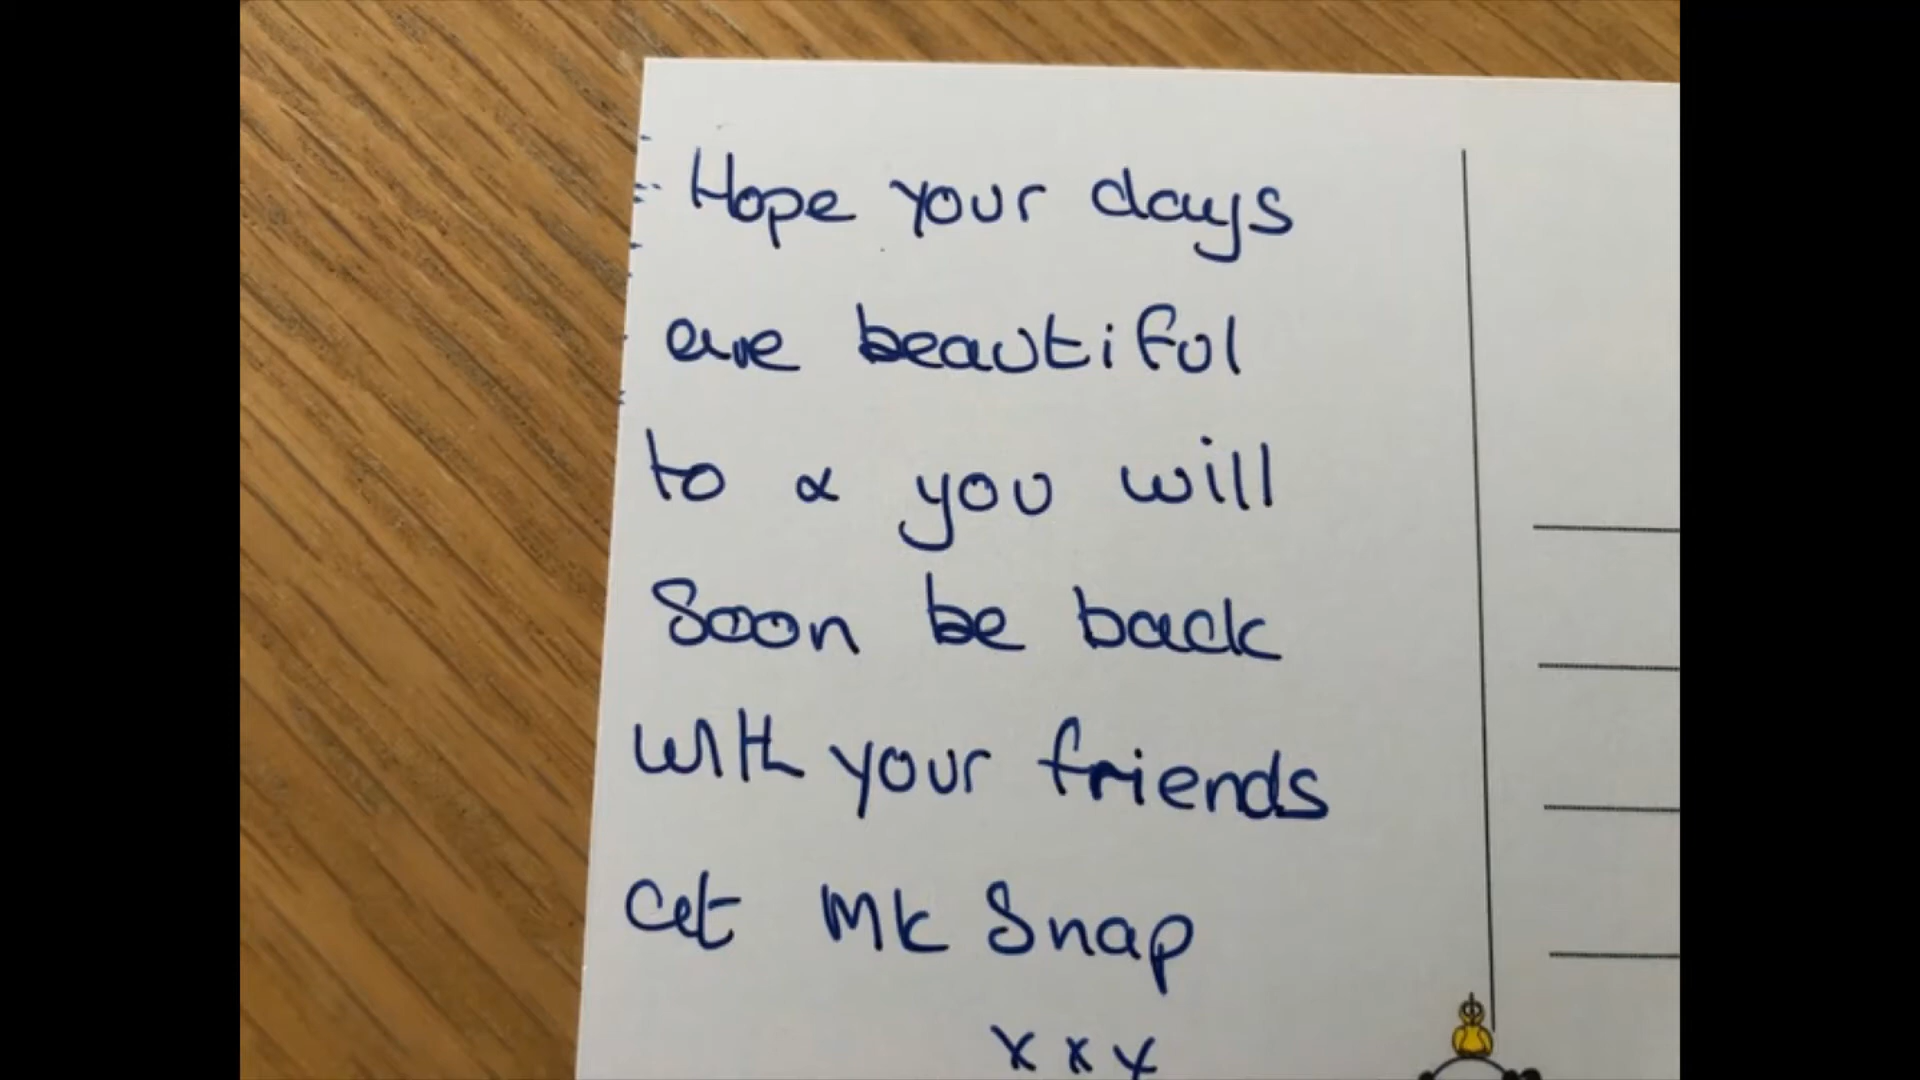 Hope your days
are beautiful
to & you will
Soon be back
with your friends
at MK Snap
x x x